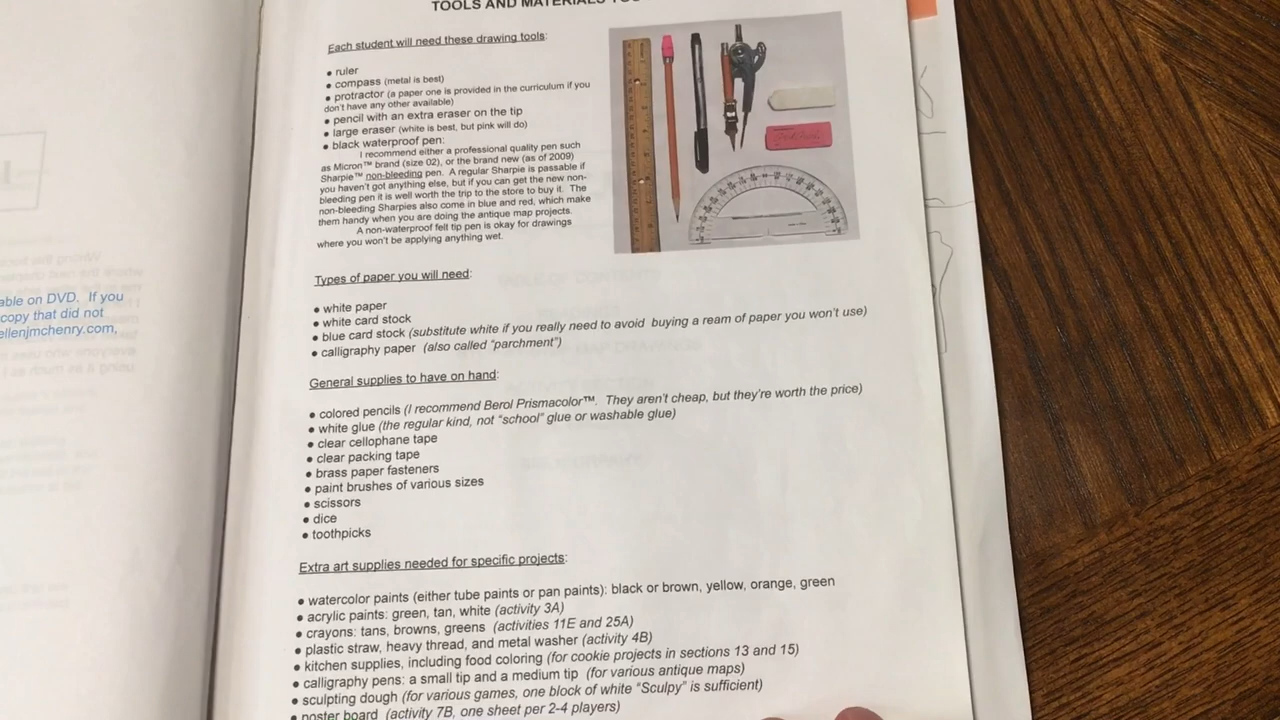 TOOLS AND MATERIALS
Each student will need these drawing tools:
• ruler
• compass (metal is best)
• protractor (a paper one is provided in the curriculum if you
don't have any other available)
• pencil with an extra eraser on the tip
• large eraser (white is best, but pink will do)
• black waterproof pen:
I recommend either a professional quality pen such
as Micron™ brand (size 02), or the brand new (as of 2009)
Sharpie™ non-bleeding pen. A regular Sharpie is passable if
you haven't got anything else, but if you can get the new non-
bleeding pen it is well worth the trip to the store to buy it. The
non-bleeding Sharpies also come in blue and red, which make
them handy when you are doing the antique map projects.
A non-waterproof felt tip pen is okay for drawings
where you won't be applying anything wet.
Types of paper you will need:
• white paper
• white card stock
• blue card stock (substitute white if you really need to avoid buying a ream of paper you won't use)
• calligraphy paper (also called "parchment")
General supplies to have on hand:
• colored pencils (I recommend Berol Prismacolor™. They aren't cheap, but they're worth the price)
• white glue (the regular kind, not "school" glue or washable glue)
• clear cellophane tape
• clear packing tape
• brass paper fasteners
• paint brushes of various sizes
• scissors
• dice
• toothpicks
Extra art supplies needed for specific projects:
• watercolor paints (either tube paints or pan paints): black or brown, yellow, orange, green
• acrylic paints: green, tan, white (activity 3A)
• crayons: tans, browns, greens (activities 11E and 25A)
• plastic straw, heavy thread, and metal washer (activity 4B)
• kitchen supplies, including food coloring (for cookie projects in sections 13 and 15)
• calligraphy pens: a small tip and a medium tip (for various antique maps)
• sculpting dough (for various games, one block of white "Sculpy" is sufficient)
• poster board (activity 7B, one sheet per 2-4 players)
able on DVD. If you
copy that did not
ellenjmchenry.com,